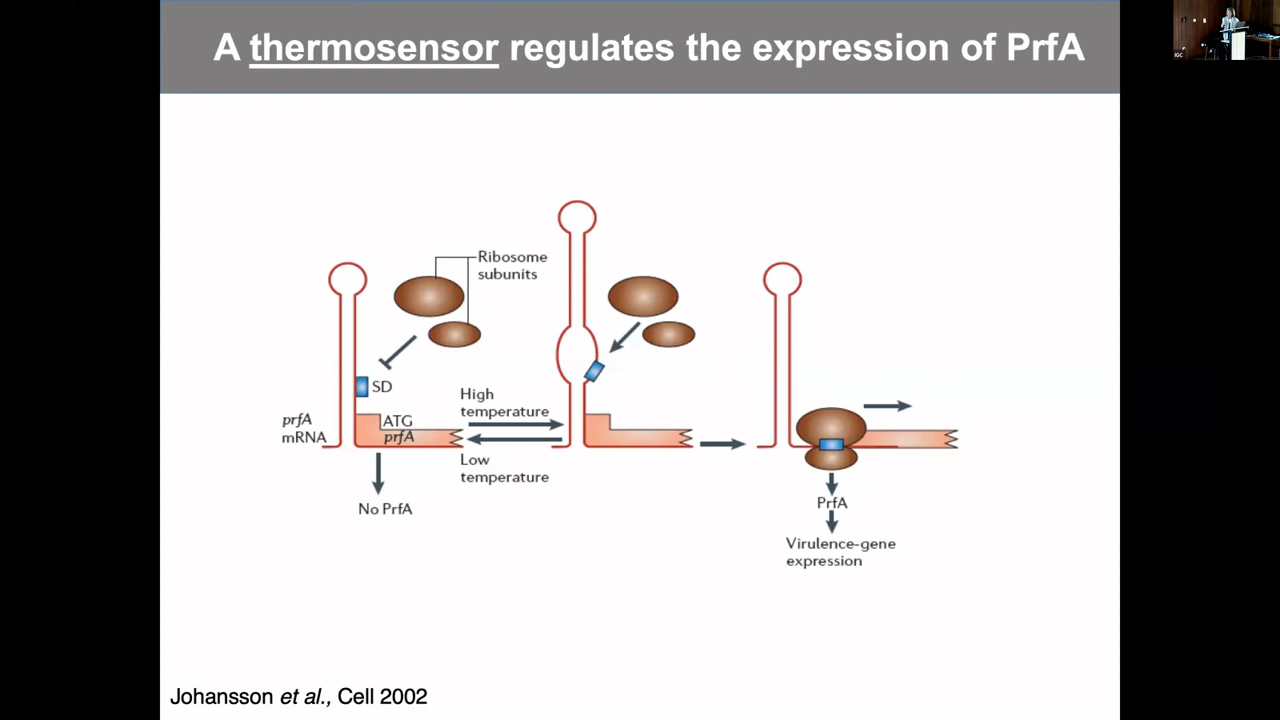 A thermosensor regulates the expression of PrfA
IGC
Ribosome
subunits
SD
prfA
mRNA
ATG
prfA
High
temperature
Low
temperature
No PrfA
PrfA
Virulence-gene
expression
Johansson et al., Cell 2002